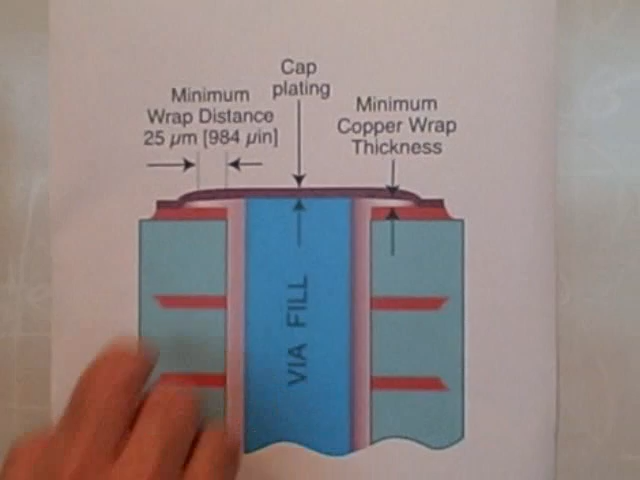 Cap
plating
Minimum
Wrap Distance
25 µm [984 µin]
Minimum
Copper Wrap
Thickness
VIA FILL